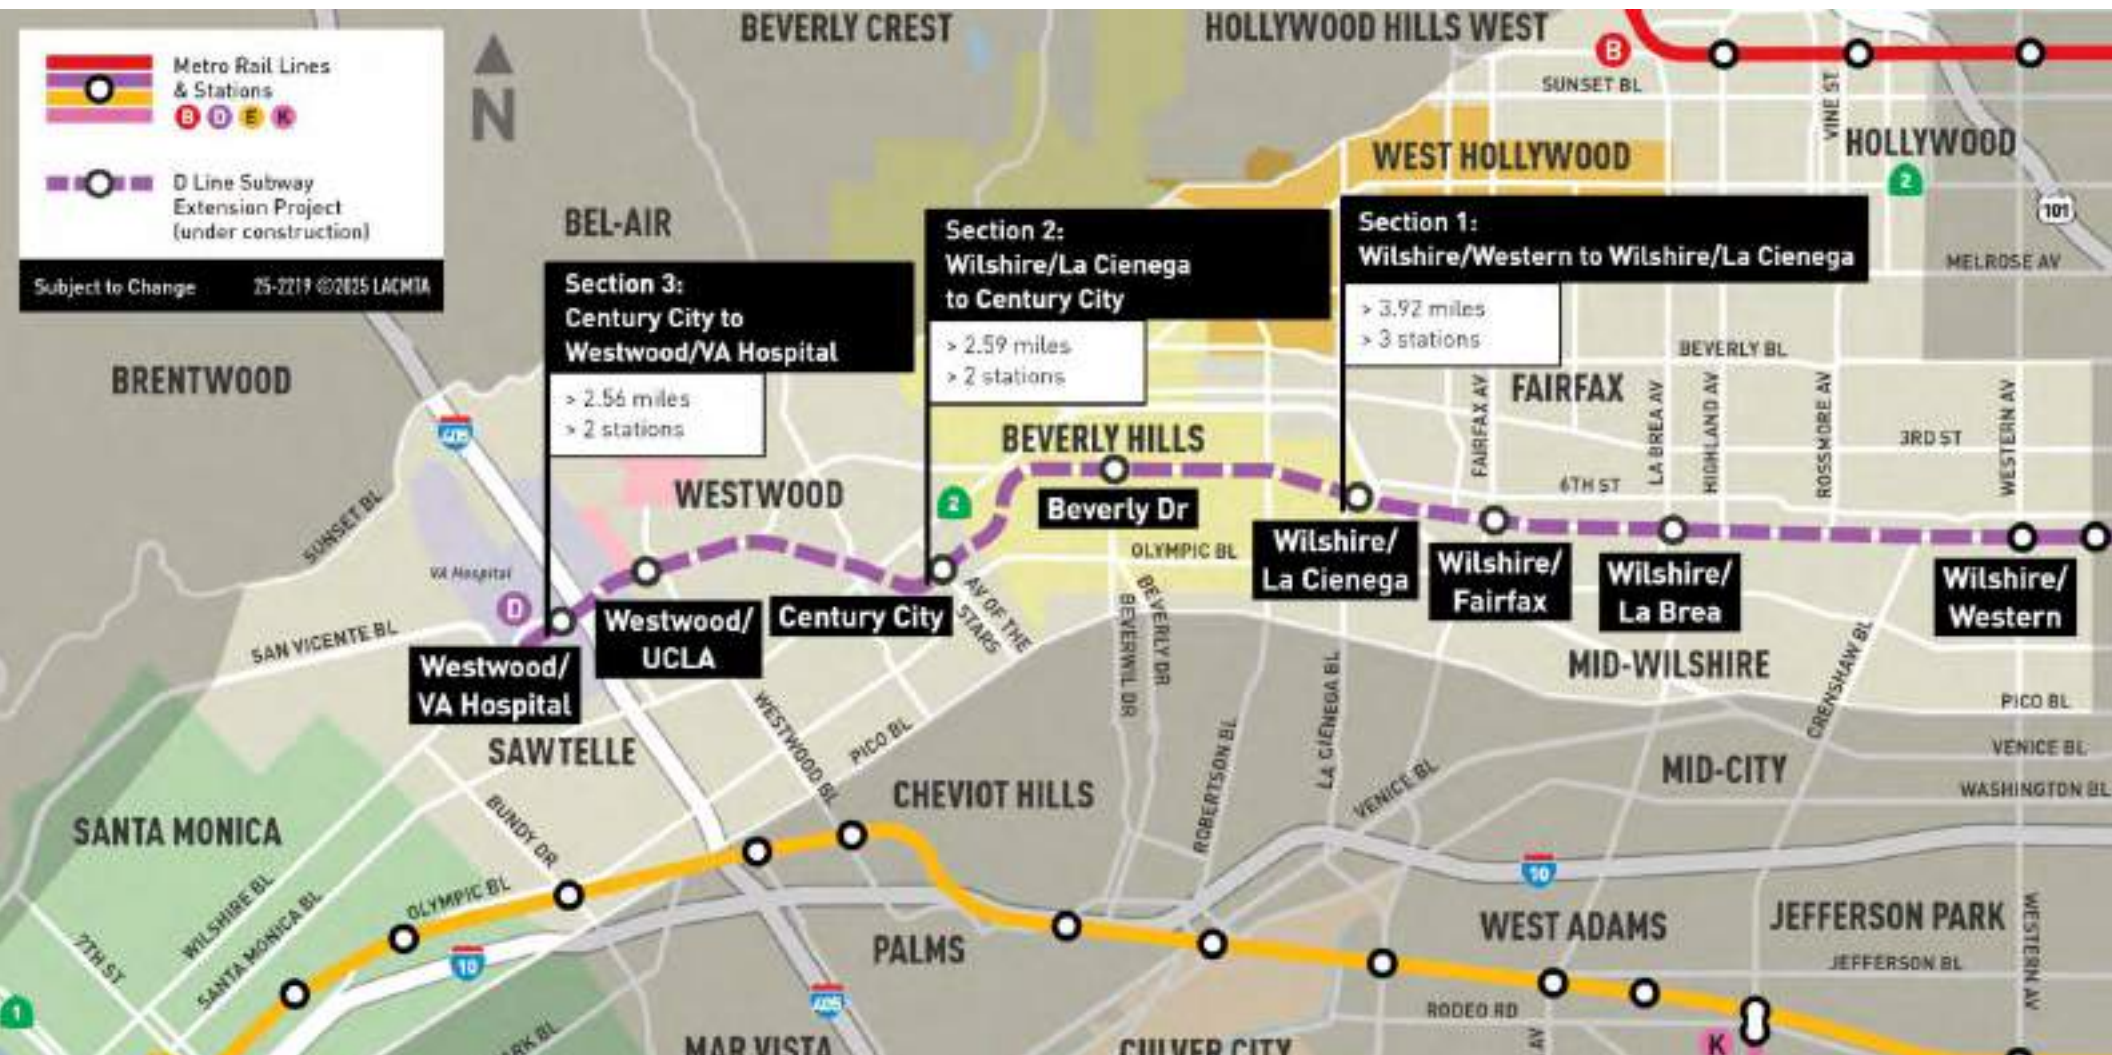 Metro Rail Lines
& Stations
B D E K
D Line Subway
Extension Project
(under construction)
Subject to Change 25-2219 ©2025 LACMTA
N
BEVERLY CREST
HOLLYWOOD HILLS WEST
B
SUNSET BL
VINE ST
HOLLYWOOD
2
101
WEST HOLLYWOOD
MELROSE AV
BEL-AIR
BRENTWOOD
Section 3:
Century City to
Westwood/VA Hospital
> 2.56 miles
> 2 stations
Section 2:
Wilshire/La Cienega
to Century City
> 2.59 miles
> 2 stations
Section 1:
Wilshire/Western to Wilshire/La Cienega
> 3.92 miles
> 3 stations
BEVERLY BL
FAIRFAX
FAIRFAX AV
LA BREA AV
HIGHLAND AV
ROSSMORE AV
WESTERN AV
3RD ST
6TH ST
405
BEVERLY HILLS
WESTWOOD
2
SUNSET BL
VA Hospital
D
Beverly Dr
OLYMPIC BL
Wilshire/
La Cienega
Wilshire/
Fairfax
Wilshire/
La Brea
Wilshire/
Western
Westwood/
VA Hospital
Westwood/
UCLA
Century City
AV OF THE
STARS
BEVERWIL DR
BEVERLY DR
SAN VICENTE BL
MID-WILSHIRE
CRENSHAW BL
PICO BL
VENICE BL
WASHINGTON BL
SAWTELLE
WESTWOOD BL
PICO BL
ROBERTSON BL
LA CIENEGA BL
VENICE BL
MID-CITY
CHEVIOT HILLS
SANTA MONICA
BUNDY DR
OLYMPIC BL
WILSHIRE BL
SANTA MONICA BL
7TH ST
10
10
1
405
PALMS
WEST ADAMS
JEFFERSON PARK
JEFFERSON BL
WESTERN AV
RODEO RD
AV
K
MAR VISTA
CULVER CITY